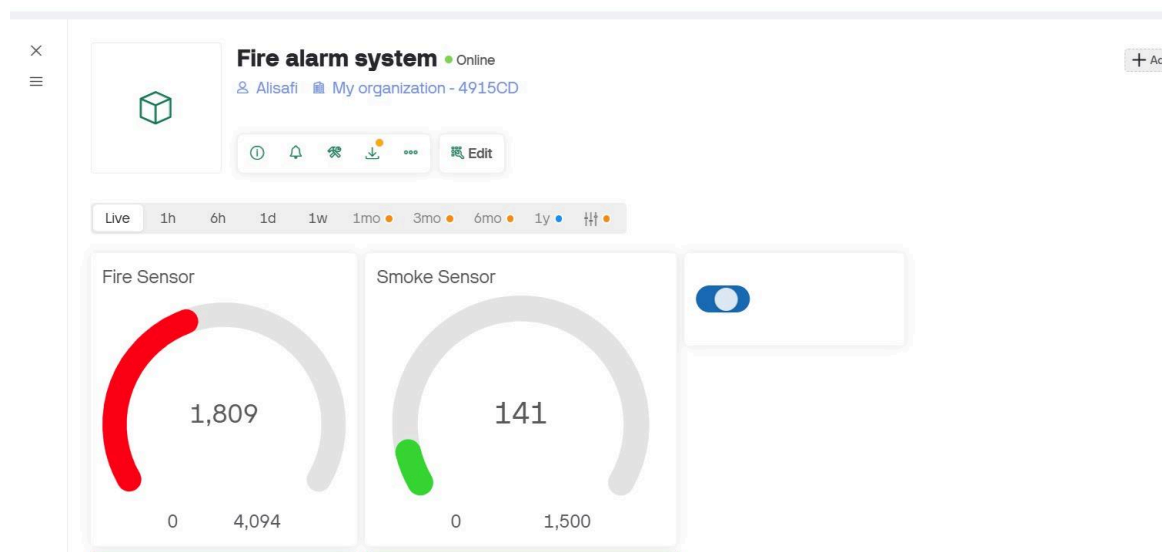 Fire alarm system Online
Alisafi My organization - 4915CD
Edit
Live 1h 6h 1d 1w 1mo 3mo 6mo 1y
Fire Sensor
1,809
0 4,094
Smoke Sensor
141
0 1,500